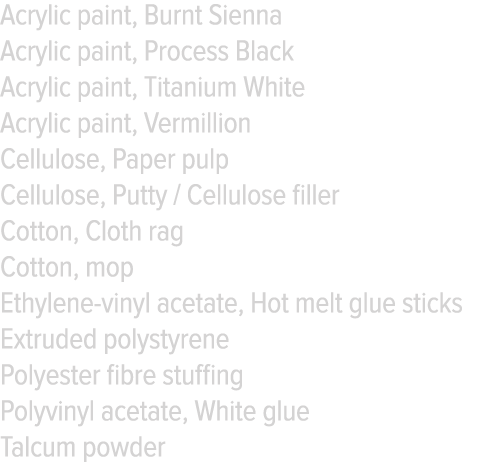 Acrylic paint, Burnt Sienna
Acrylic paint, Process Black
Acrylic paint, Titanium White
Acrylic paint, Vermillion
Cellulose, Paper pulp
Cellulose, Putty / Cellulose filler
Cotton, Cloth rag
Cotton, mop
Ethylene-vinyl acetate, Hot melt glue sticks
Extruded polystyrene
Polyester fibre stuffing
Polyvinyl acetate, White glue
Talcum powder